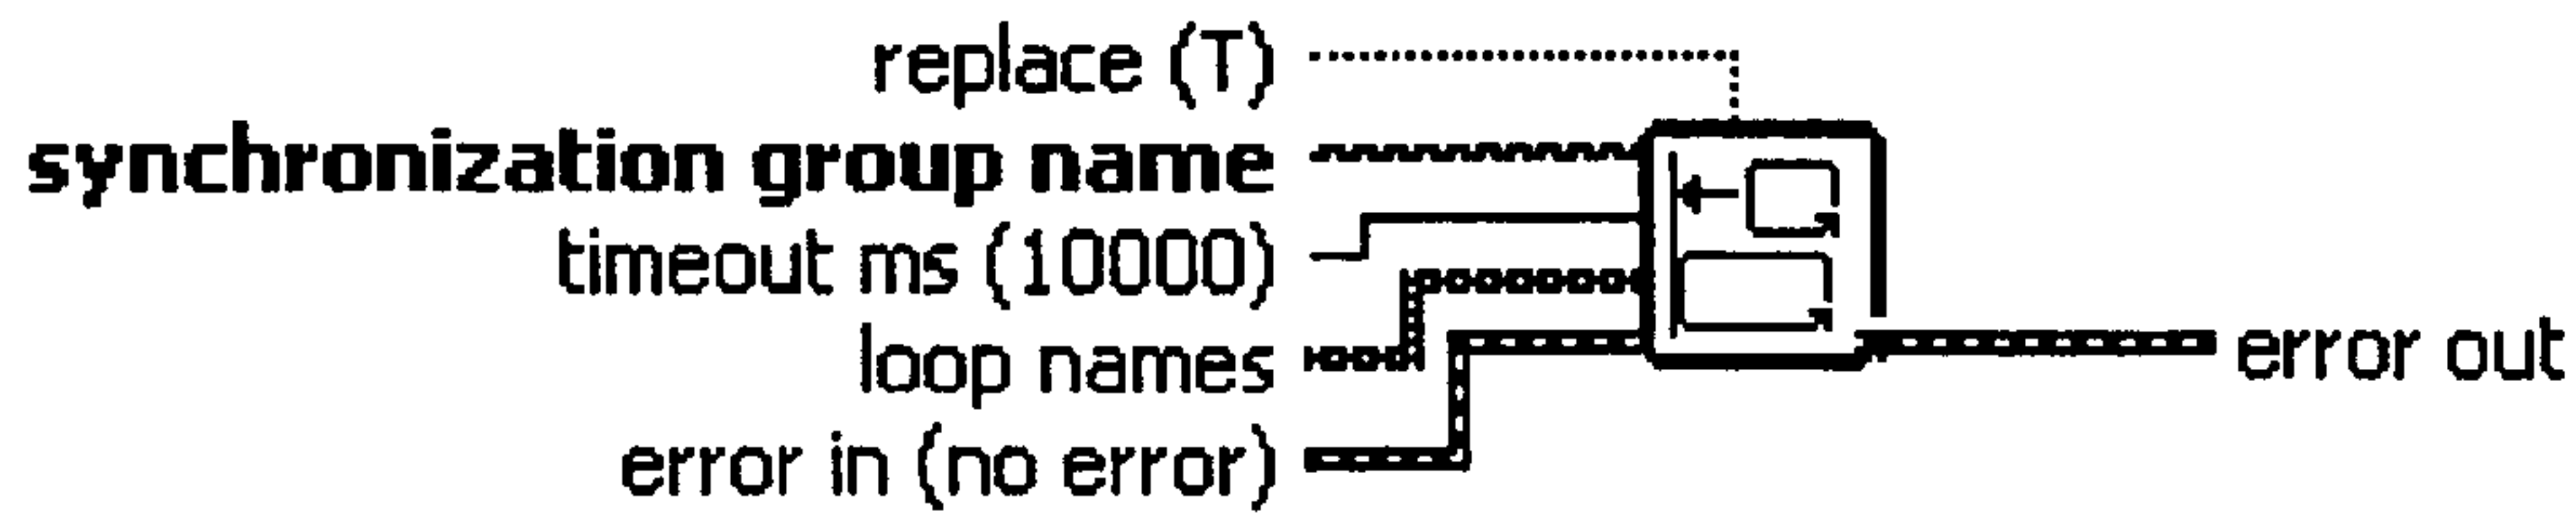 replace (T)
synchronization group name
timeout ms (10000)
loop names
error in (no error)
error out